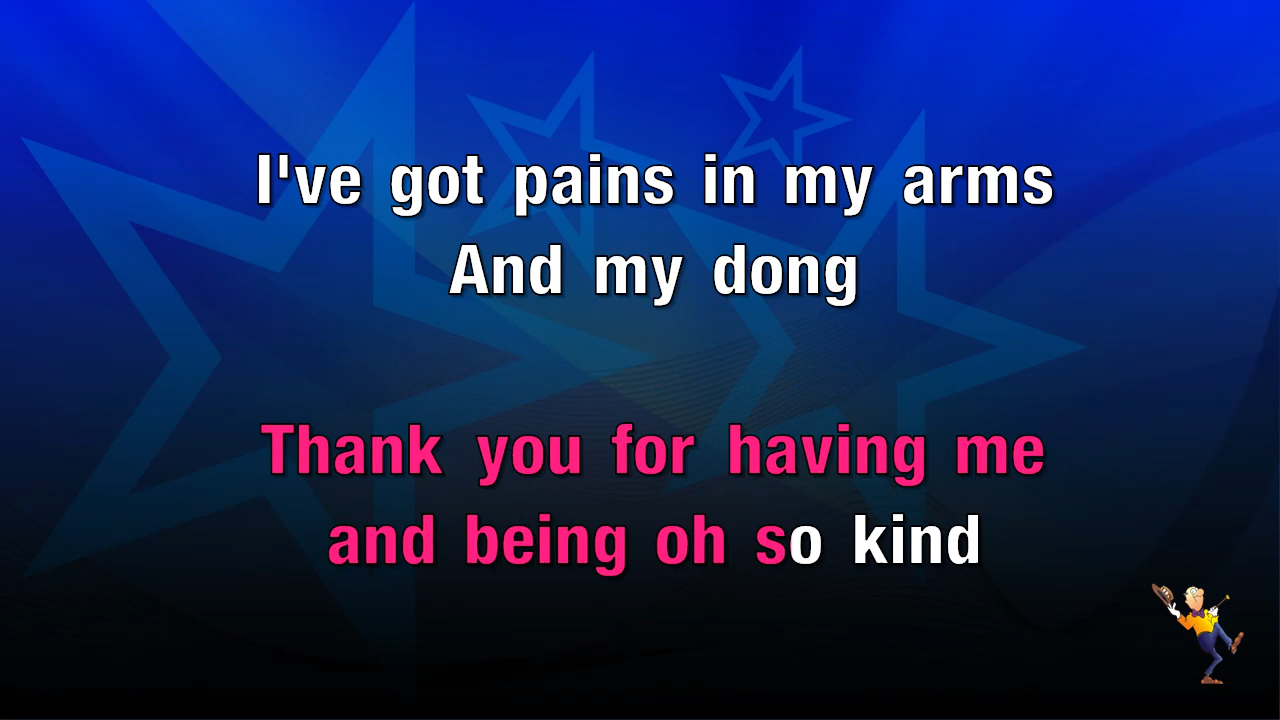 I've got pains in my arms
And my dong
Thank you for having me
and being oh so kind